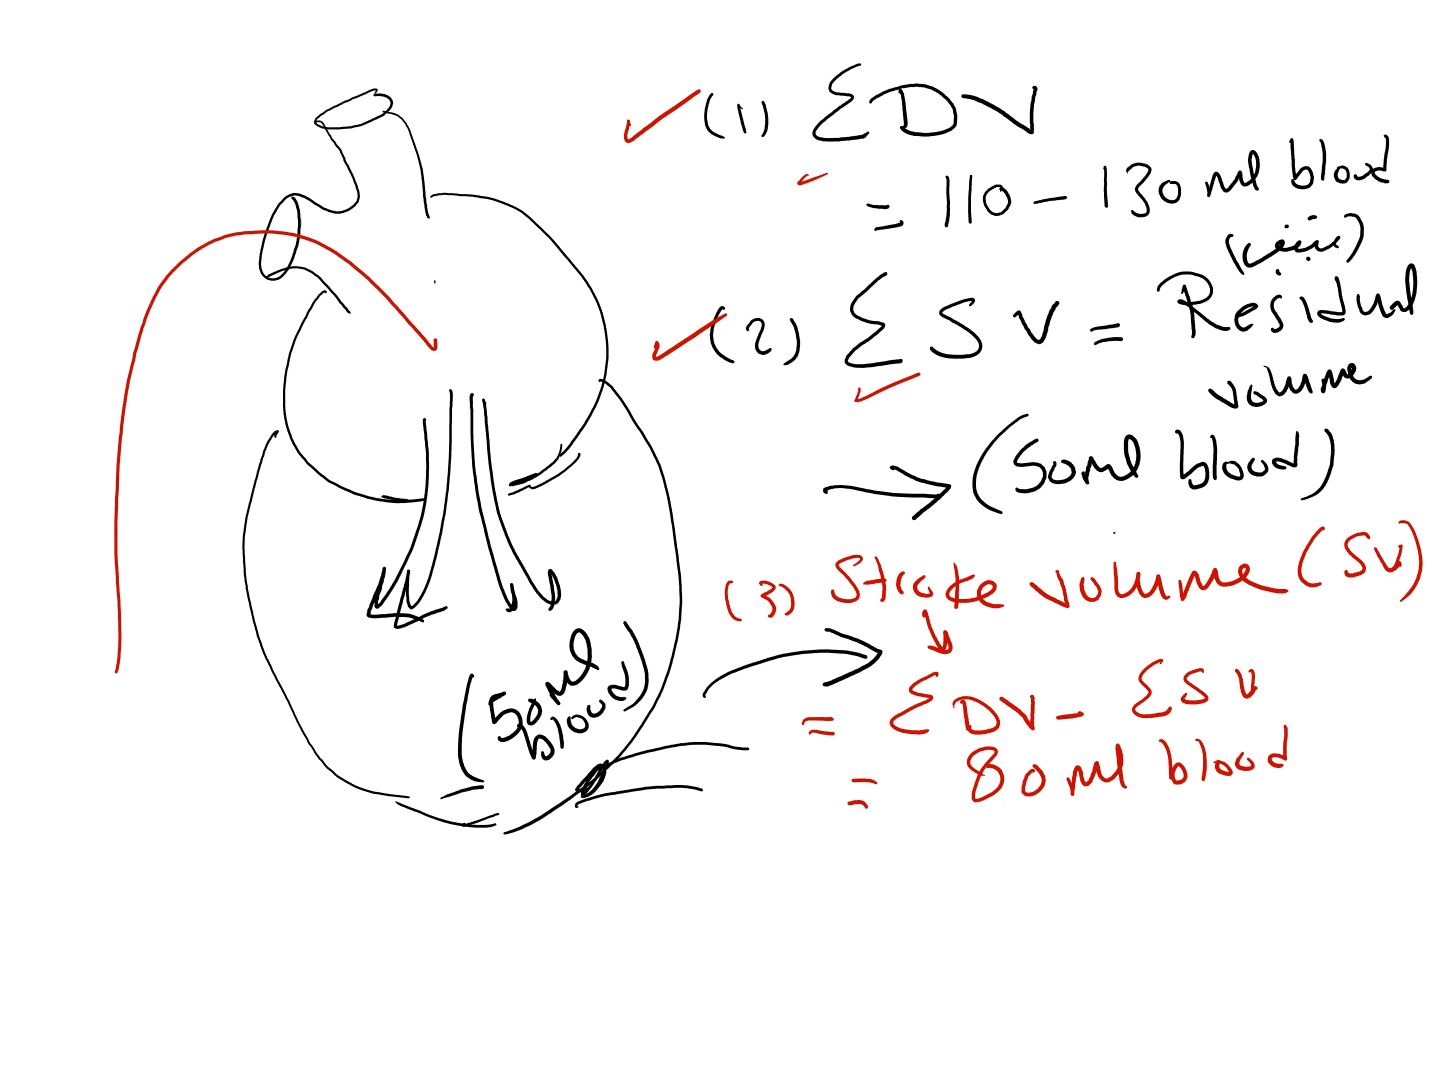 (1) EDV
= 110 - 130 ml blood
(2) ESV = Residual
volume
(50ml blood)
(3) Stroke volume (SV)
= EDV - ESV
= 80 ml blood
(50ml
blood)